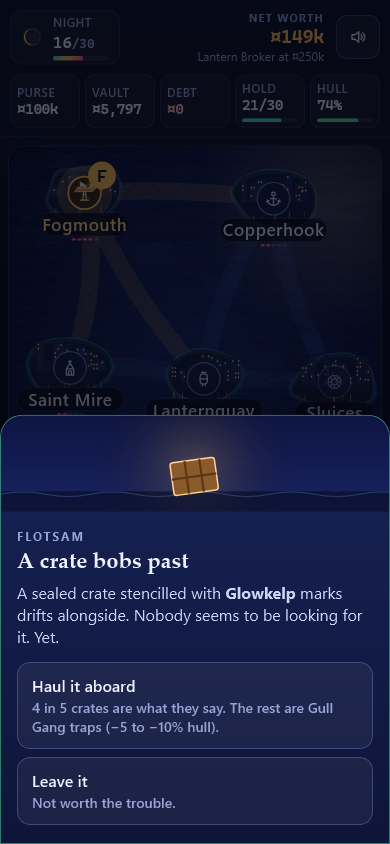 NIGHT
16/30
NET WORTH
¤149k
Lantern Broker at ¤250k
PURSE
¤100k
VAULT
¤5,797
DEBT
¤0
HOLD
21/30
HULL
74%
F
Fogmouth
Copperhook
Saint Mire
Lanternquay
Sluices
FLOTSAM
A crate bobs past
A sealed crate stencilled with Glowkelp marks
drifts alongside. Nobody seems to be looking for
it. Yet.
Haul it aboard
4 in 5 crates are what they say. The rest are Gull
Gang traps (−5 to −10% hull).
Leave it
Not worth the trouble.